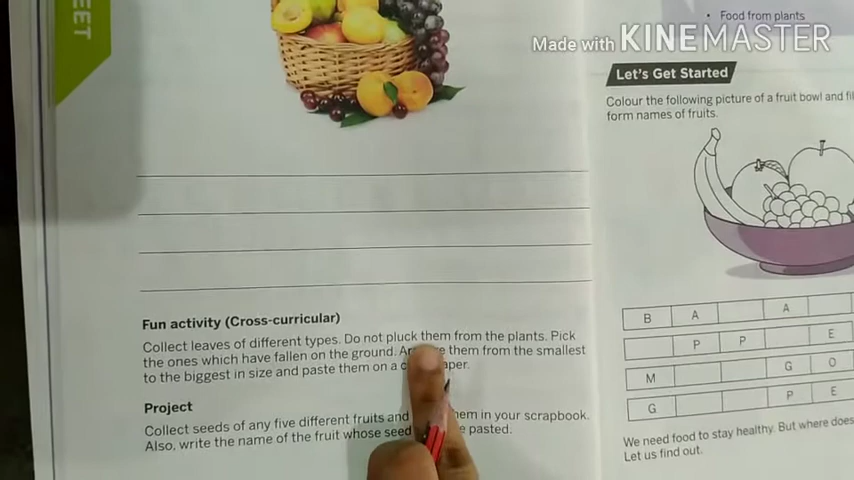 EET
Fun activity (Cross-curricular)
Collect leaves of different types. Do not pluck them from the plants. Pick
the ones which have fallen on the ground. them from the smallest
to the biggest in size and paste them on a
Project
Collect seeds of any five different fruits and in your scrapbook.
Also, write the name of the fruit whose seed pasted.
• Food from plants
Made with KINEMASTER
Let's Get Started
Colour the following picture of a fruit bowl and
form names of fruits.
B A A
P P E
M G O
G P E
We need food to stay healthy. But where does
Let us find out.